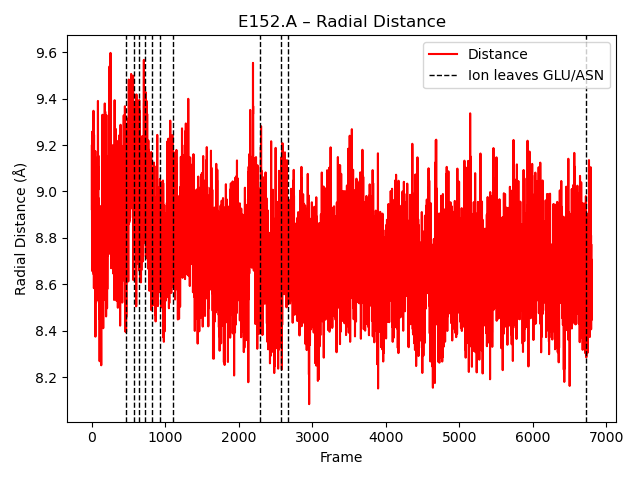 E152.A – Radial Distance
Distance
Ion leaves GLU/ASN
Radial Distance (Å)
9.6
9.4
9.2
9.0
8.8
8.6
8.4
8.2
0 1000 2000 3000 4000 5000 6000 7000
Frame